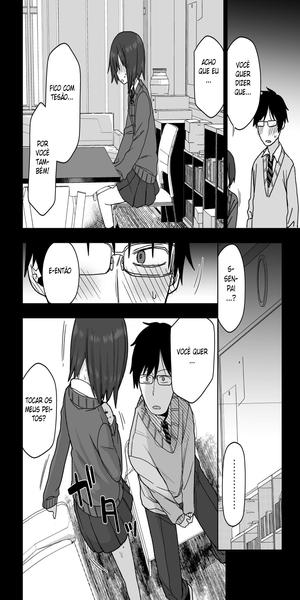 VOCÊ QUER
DIZER
QUE...
ACHO
QUE EU
...
FICO COM
TESÃO...
POR
VOCÊ
TAM-
BÉM!
S-
SEN-
PAI
...?
E-ENTÃO
VOCÊ QUER ...
TOCAR OS
MEUS PEI-
TOS?
........
ガタ